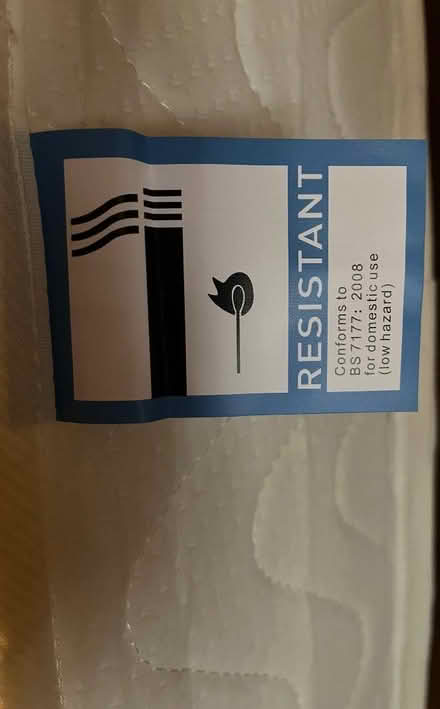 RESISTANT
Conforms to
BS 7177: 2008
for domestic use
(low hazard)